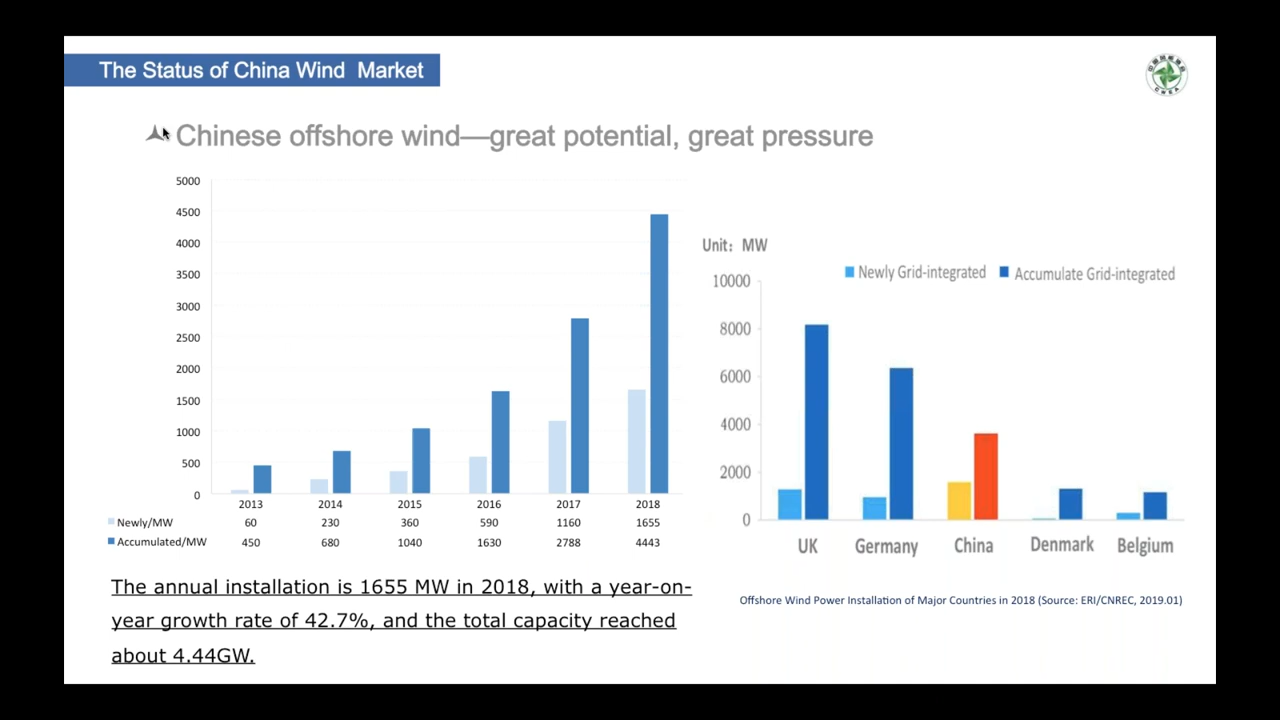 The Status of China Wind Market
Chinese offshore wind—great potential, great pressure
5000
4500
4000
3500
3000
2500
2000
1500
1000
500
0
2013 2014 2015 2016 2017 2018
Newly/MW 60 230 360 590 1160 1655
Accumulated/MW 450 680 1040 1630 2788 4443
The annual installation is 1655 MW in 2018, with a year-on-
year growth rate of 42.7%, and the total capacity reached
about 4.44GW.
Unit: MW
Newly Grid-integrated Accumulate Grid-integrated
10000
8000
6000
4000
2000
0
UK Germany China Denmark Belgium
Offshore Wind Power Installation of Major Countries in 2018 (Source: ERI/CNREC, 2019.01)